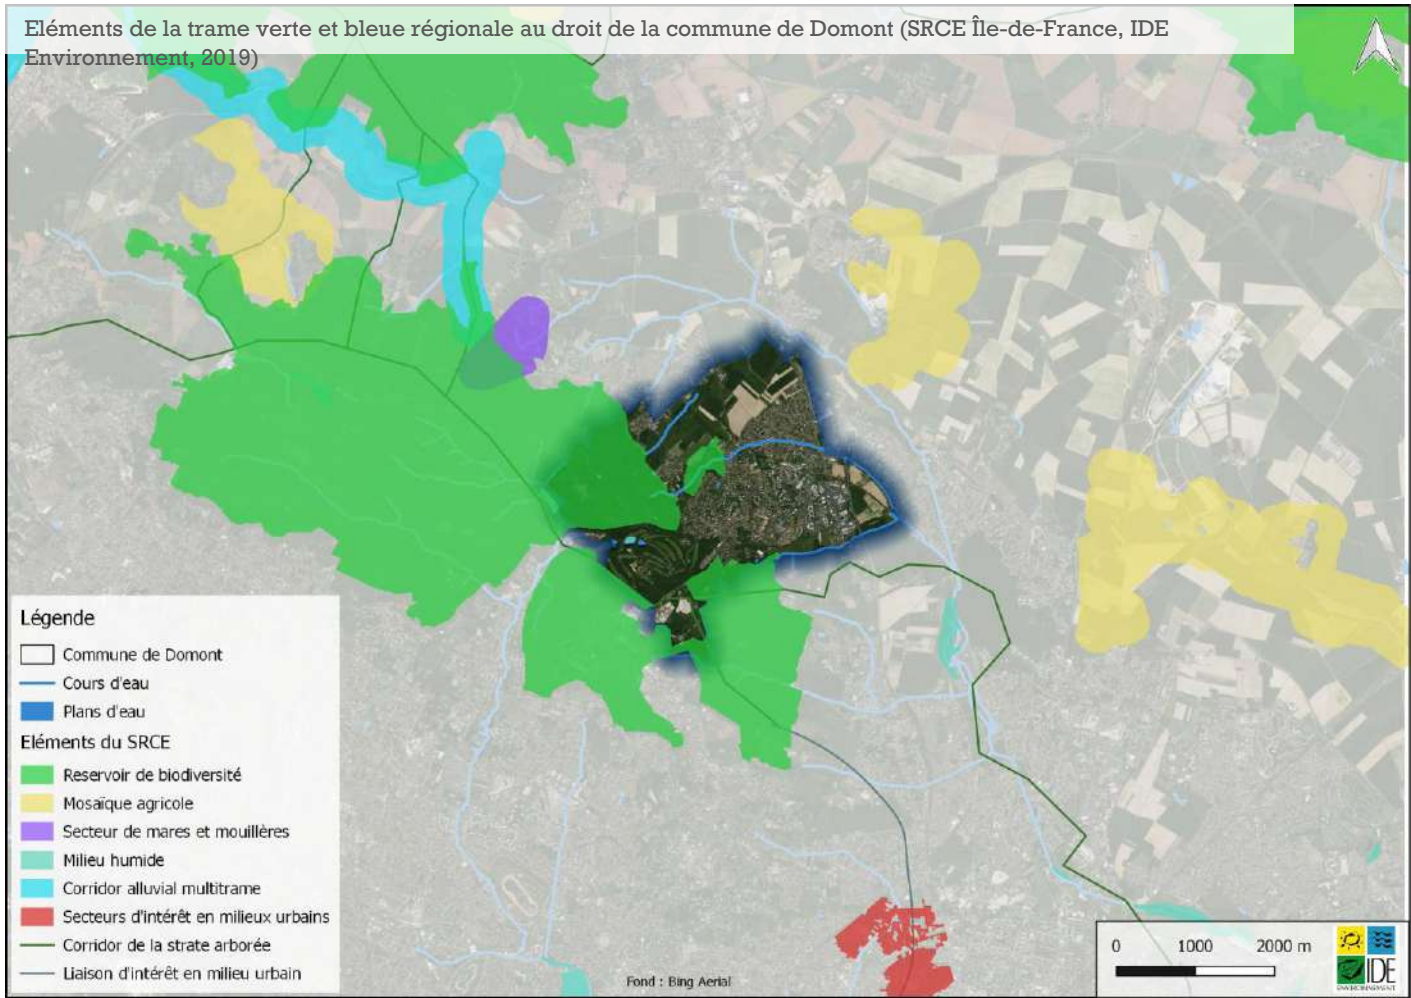 Eléments de la trame verte et bleue régionale au droit de la commune de Domont (SRCE Île-de-France, IDE
Environnement, 2019)
Légende
Commune de Domont
Cours d'eau
Plans d'eau
Eléments du SRCE
Reservoir de biodiversité
Mosaïque agricole
Secteur de mares et mouillères
Milieu humide
Corridor alluvial multitrame
Secteurs d'intérêt en milieux urbains
Corridor de la strate arborée
Liaison d'intérêt en milieu urbain
Fond : Bing Aerial
0 1000 2000 m
IDE
ENVIRONNEMENT